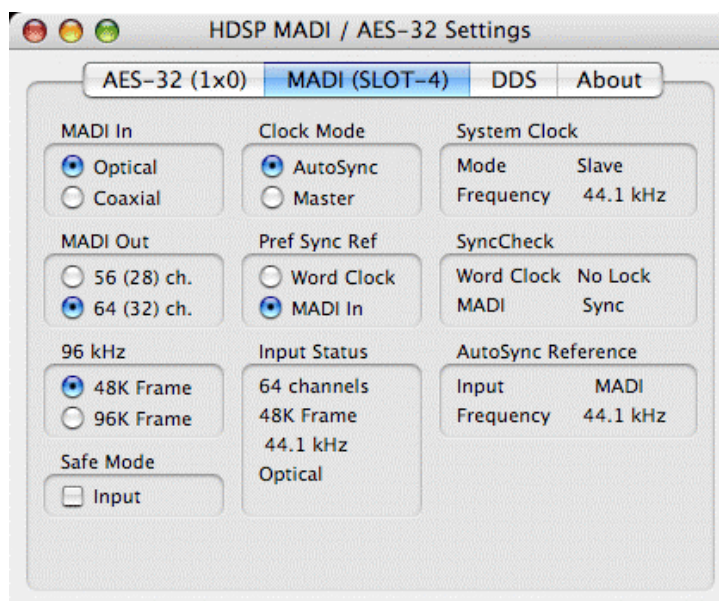 HDSP MADI / AES-32 Settings
AES-32 (1x0) MADI (SLOT-4) DDS About
MADI In
Optical
Coaxial
MADI Out
56 (28) ch.
64 (32) ch.
96 kHz
48K Frame
96K Frame
Safe Mode
Input
Clock Mode
AutoSync
Master
Pref Sync Ref
Word Clock
MADI In
Input Status
64 channels
48K Frame
44.1 kHz
Optical
System Clock
Mode Slave
Frequency 44.1 kHz
SyncCheck
Word Clock No Lock
MADI Sync
AutoSync Reference
Input MADI
Frequency 44.1 kHz